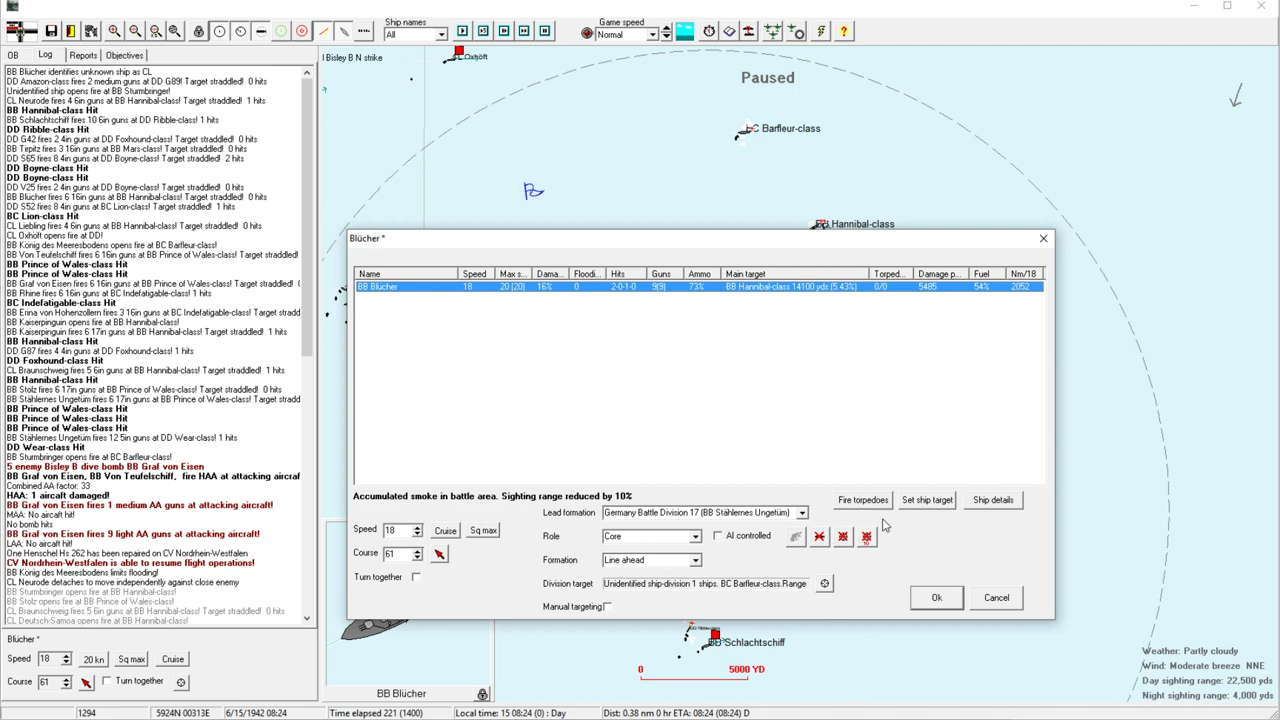 Ship names
All
Game speed
Normal
OB
Log
Reports
Objectives
BB Blücher identifies unknown ship as CL
DD Amazon-class fires 2 medium guns at DD G89! Target straddled! 0 hits
Unidentified ship opens fire at BB Sturmbringer!
CL Neurode fires 4 6in guns at BB Hannibal-class! Target straddled! 1 hits
BB Hannibal-class Hit
BB Schlachtschiff fires 10 6in guns at DD Ribble-class! 1 hits
DD Ribble-class Hit
DD G42 fires 2 4in guns at DD Foxhound-class! Target straddled! 0 hits
BB Tirpitz fires 3 16in guns at BB Mars-class! Target straddled! 0 hits
DD S65 fires 8 4in guns at DD Boyne-class! Target straddled! 2 hits
DD Boyne-class Hit
DD Boyne-class Hit
DD V25 fires 2 4in guns at DD Boyne-class! Target straddled! 0 hits
BB Blücher fires 6 16in guns at BB Hannibal-class! Target straddled! 0 hits
DD S52 fires 8 4in guns at BC Lion-class! Target straddled! 1 hits
BC Lion-class Hit
CL Liebling fires 4 6in guns at BB Hannibal-class! Target straddled! 0 hits
CL Oxhöft opens fire at DD!
BB König des Meeresbodens opens fire at BC Barfleur-class!
BB Von Teufelschiff fires 6 16in guns at BB Prince of Wales-class! Target straddled
BB Prince of Wales-class Hit
BB Prince of Wales-class Hit
BB Graf von Eisen fires 6 16in guns at BB Prince of Wales-class! Target straddled
BB Rhine fires 12 6in guns at BC Indefatigable-class! 1 hits
BC Indefatigable-class Hit
BB Erina von Hohenzollern fires 3 16in guns at BC Indefatigable-class! Target strad
BB Kaiserpinguin opens fire at BB Hannibal-class!
BB Kaiserpinguin fires 6 17in guns at BB Hannibal-class! Target straddled! 1 hits
BB Hannibal-class Hit
DD G87 fires 4 4in guns at DD Foxhound-class! 1 hits
DD Foxhound-class Hit
CL Braunschweig fires 5 6in guns at BB Hannibal-class! Target straddled! 1 hits
BB Hannibal-class Hit
BB Stolz fires 6 17in guns at BB Prince of Wales-class! Target straddled! 0 hits
BB Stählernes Ungetüm fires 6 17in guns at BB Prince of Wales-class! Target stradd
BB Prince of Wales-class Hit
BB Prince of Wales-class Hit
BB Prince of Wales-class Hit
BB Stählernes Ungetüm fires 12 5in guns at DD Wear-class! 1 hits
DD Wear-class Hit
BB Sturmbringer opens fire at BC Barfleur-class!
5 enemy Bisley B dive bomb BB Graf von Eisen
BB Graf von Eisen, BB Von Teufelschiff, fire HAA at attacking aircraf
Combined AA factor: 33
HAA: 1 aircaft damaged!
BB Graf von Eisen fires 1 medium AA guns at attacking aircraft!
MAA: No aircaft hit!
No bomb hits
BB Graf von Eisen fires 9 light AA guns at attacking aircraft!
LAA: No aircaft hit!
One Henschel Hs 262 has been repaired on CV Nordrhein-Westfalen
CV Nordrhein-Westfalen is able to resume flight operations!
BB König des Meeresbodens limits flooding!
CL Neurode detaches to move independently against close enemy
BB Sturmbringer opens fire at BB Hannibal-class!
BB Stolz opens fire at BB Prince of Wales-class!
CL Braunschweig fires 5 6in guns at BB Hannibal-class! Target straddled! 0 hits
CL Deutsch-Samoa opens fire at BB Hannibal-class!
Blücher *
Speed 18 20 kn Sq max Cruise
Course 61 Turn together
l Bisley B N strike
CL Oxhöft
Paused
BC Barfleur-class
BB Hannibal-class
Blücher *
Name Speed Max s... Dama... Floodi... Hits Guns Ammo Main target Torped... Damage p... Fuel Nm/18
BB Blücher 18 20 (20) 16% 0 2-0-1-0 9(9) 73% BB Hannibal-class 14100 yds (5.43%) 0/0 5485 54% 2052
Accumulated smoke in battle area. Sighting range reduced by 10%
Fire torpedoes Set ship target Ship details
Lead formation Germany Battle Division 17 (BB Stählernes Ungetüm)
Speed 18 Cruise Sq max
Role Core AI controlled
Course 61
Formation Line ahead
Turn together
Division target Unidentified ship-division 1 ships. BC Barfleur-class.Range
Manual targeting
Ok Cancel
BB Schlachtschiff
0 5000 YD
BB Blücher
Weather: Partly cloudy
Wind: Moderate breeze NNE
Day sighting range: 22,500 yds
Night sighting range: 4,000 yds
1294 5924N 00313E 6/15/1942 08:24 Time elapsed 221 (1400) Local time: 15 08:24 (0) : Day Dist: 0.38 nm 0 hr ETA: 08:24 (08:24) D